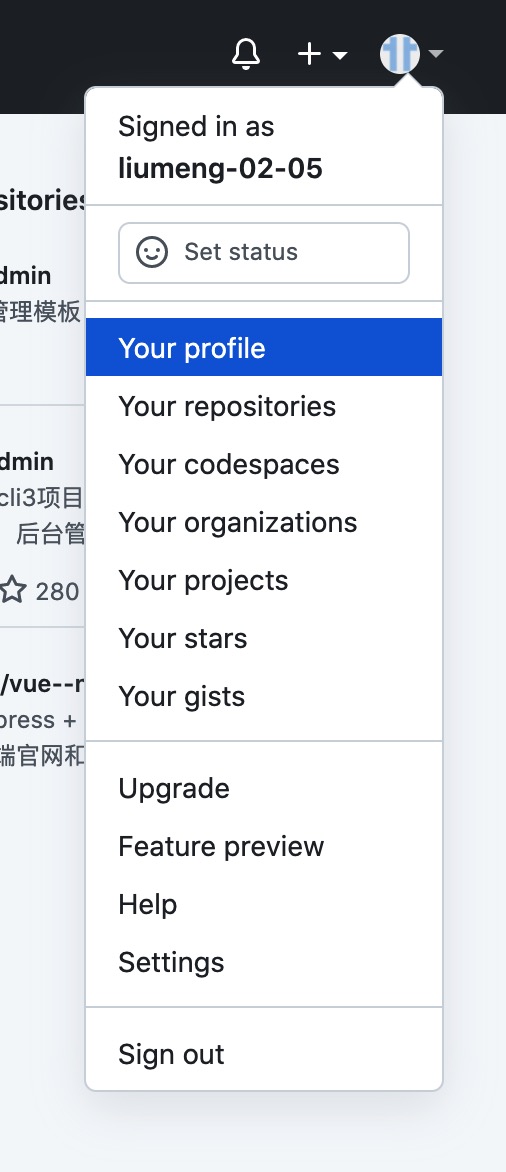 Signed in as
liumeng-02-05
Set status
Your profile
Your repositories
Your codespaces
Your organizations
Your projects
Your stars
Your gists
Upgrade
Feature preview
Help
Settings
Sign out
sitories
dmin
管理模板
dmin
cli3项目
后台管
280
/vue--
press +
端官网和